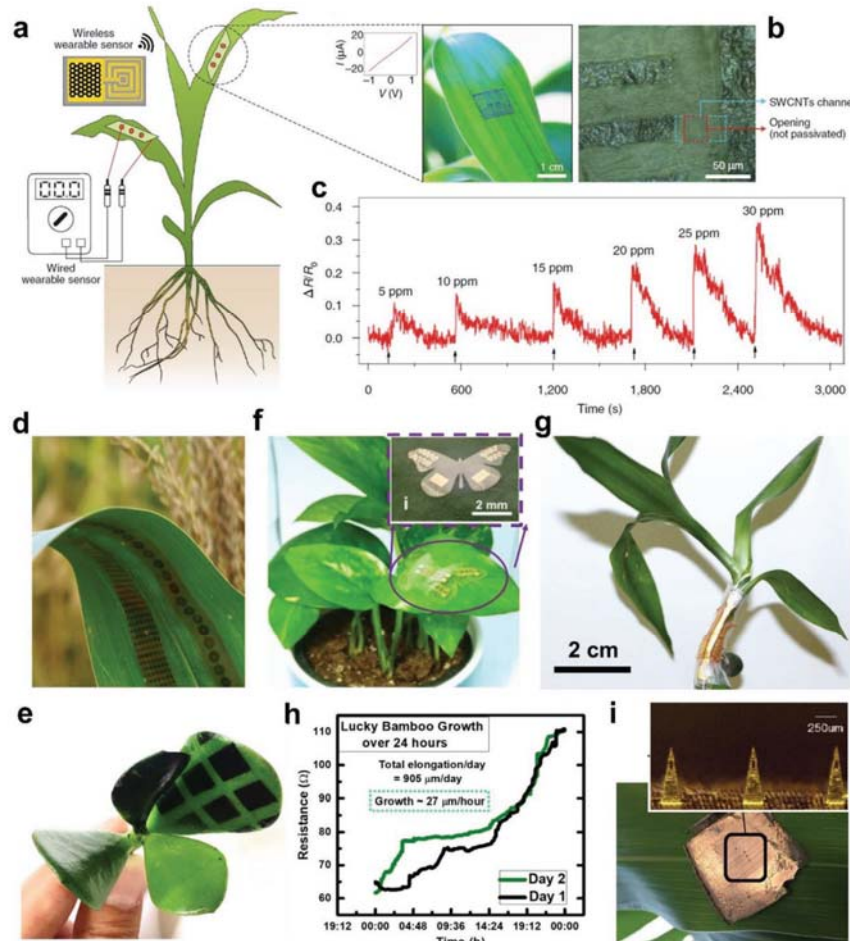 a
Wireless
wearable sensor
00.0
Wired
wearable sensor
I (µA)
20
0
−20
−1
0
1
V (V)
1 cm
b
SWCNTs channel
Opening
(not passivated)
50 µm
c
ΔR/R0
0.4
0.3
0.2
0.1
0.0
5 ppm
10 ppm
15 ppm
20 ppm
25 ppm
30 ppm
0
600
1,200
1,800
2,400
3,000
Time (s)
d
f
i
2 mm
g
2 cm
e
h
Lucky Bamboo Growth
over 24 hours
Total elongation/day
= 905 µm/day
Growth ~ 27 µm/hour
Day 2
Day 1
Resistance (Ω)
110
100
90
80
70
60
19:12 00:00 04:48 09:36 14:24 19:12 00:00
Time (h)
i
250um